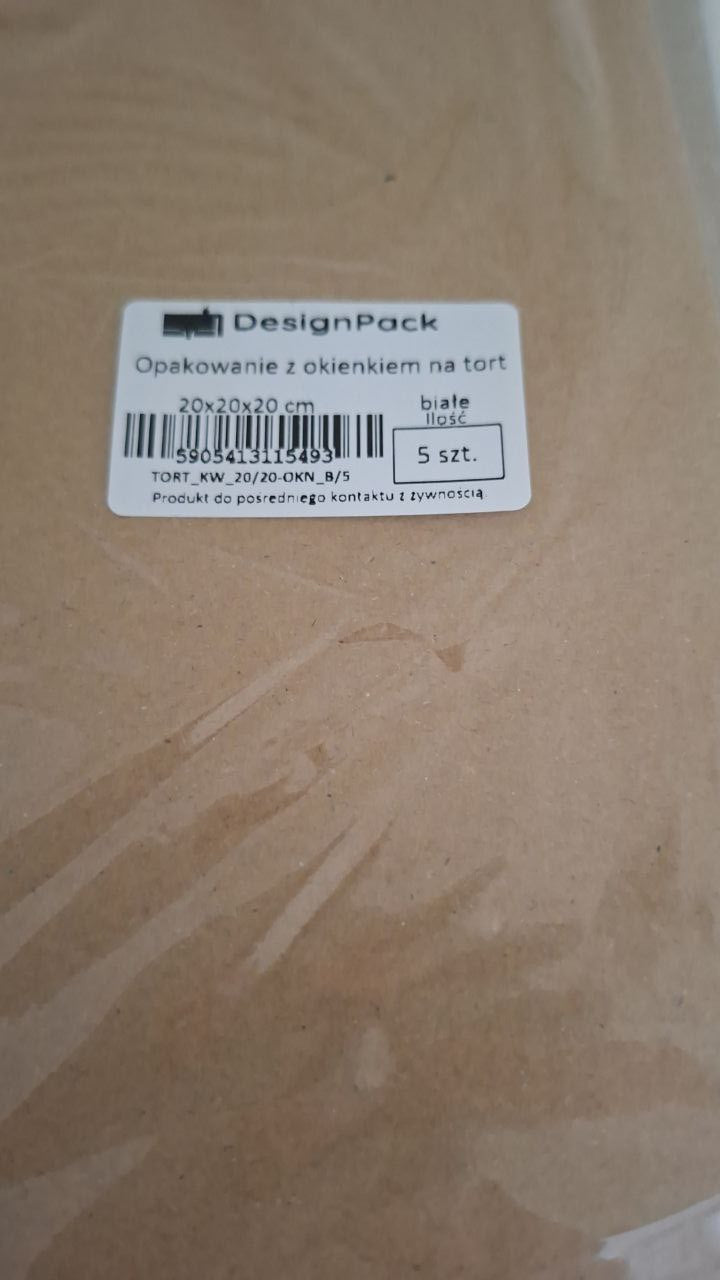 DesignPack
Opakowanie z okienkiem na tort
20x20x20 cm
białe
Ilość
5 szt.
5905413115493
TORT_KW_20/20-OKN_B/5
Produkt do pośredniego kontaktu z żywnością.